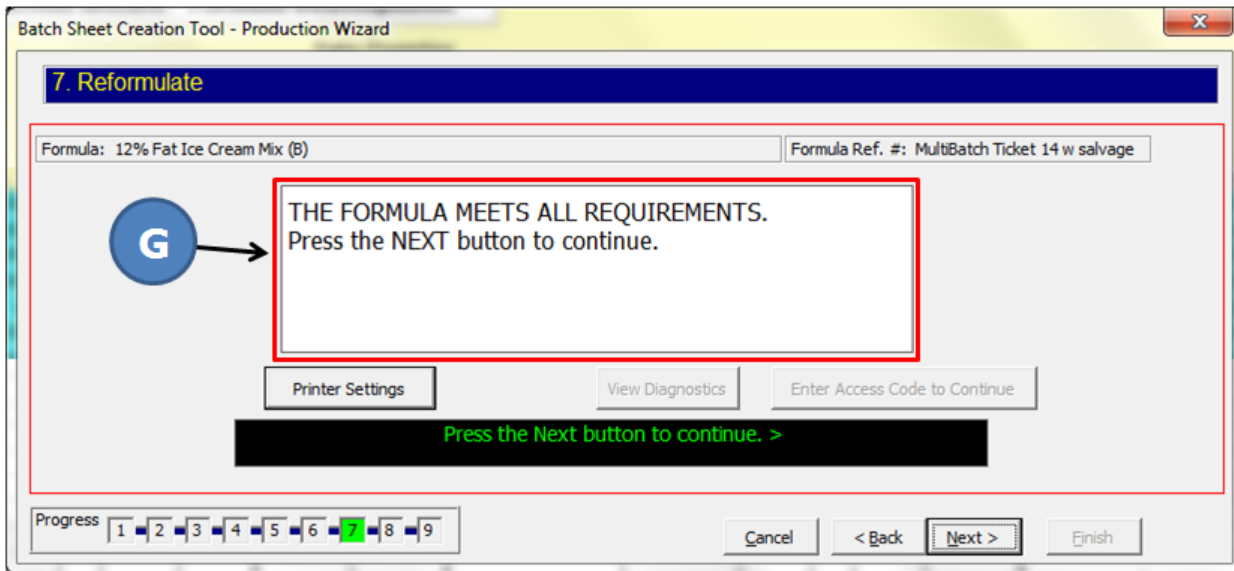 Batch Sheet Creation Tool - Production Wizard
X
7. Reformulate
Formula: 12% Fat Ice Cream Mix (B)
Formula Ref. #: MultiBatch Ticket 14 w salvage
THE FORMULA MEETS ALL REQUIREMENTS.
Press the NEXT button to continue.
G
Printer Settings
View Diagnostics
Enter Access Code to Continue
Press the Next button to continue. >
Progress 1 2 3 4 5 6 7 8 9
Cancel
< Back
Next >
Finish